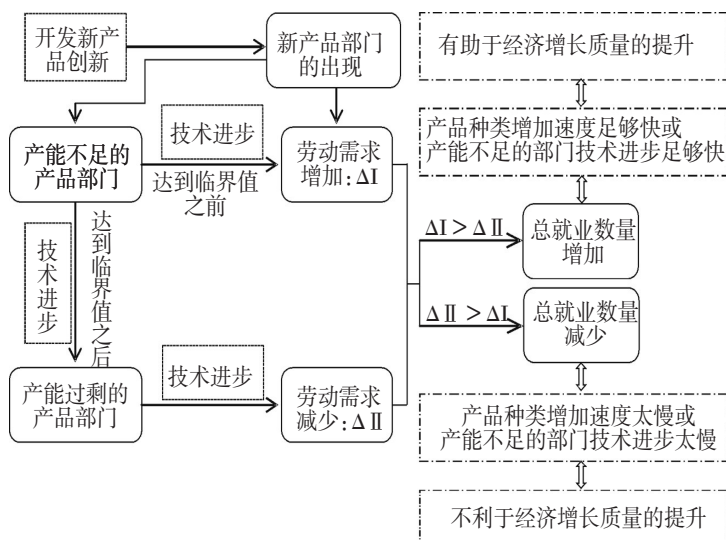 开发新产
品创新
新产品部门
的出现
有助于经济增长质量的提升
产品种类增加速度足够快或
产能不足的部门技术进步足够快
产能不足的
产品部门
技术进步
达到临界值
之前
劳动需求
增加:ΔⅠ
ΔⅠ>ΔⅡ
总就业数量
增加
技术进步
达到临界值之后
ΔⅡ>ΔⅠ
总就业数量
减少
产能过剩的
产品部门
技术进步
劳动需求
减少:ΔⅡ
产品种类增加速度太慢或
产能不足的部门技术进步太慢
不利于经济增长质量的提升